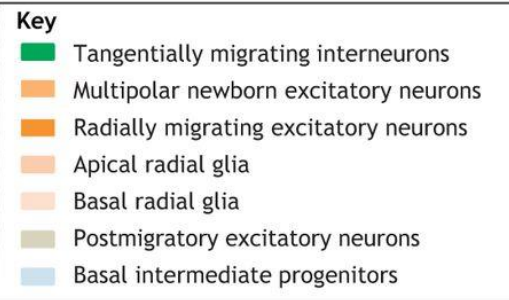 Key
Tangentially migrating interneurons
Multipolar newborn excitatory neurons
Radially migrating excitatory neurons
Apical radial glia
Basal radial glia
Postmigratory excitatory neurons
Basal intermediate progenitors